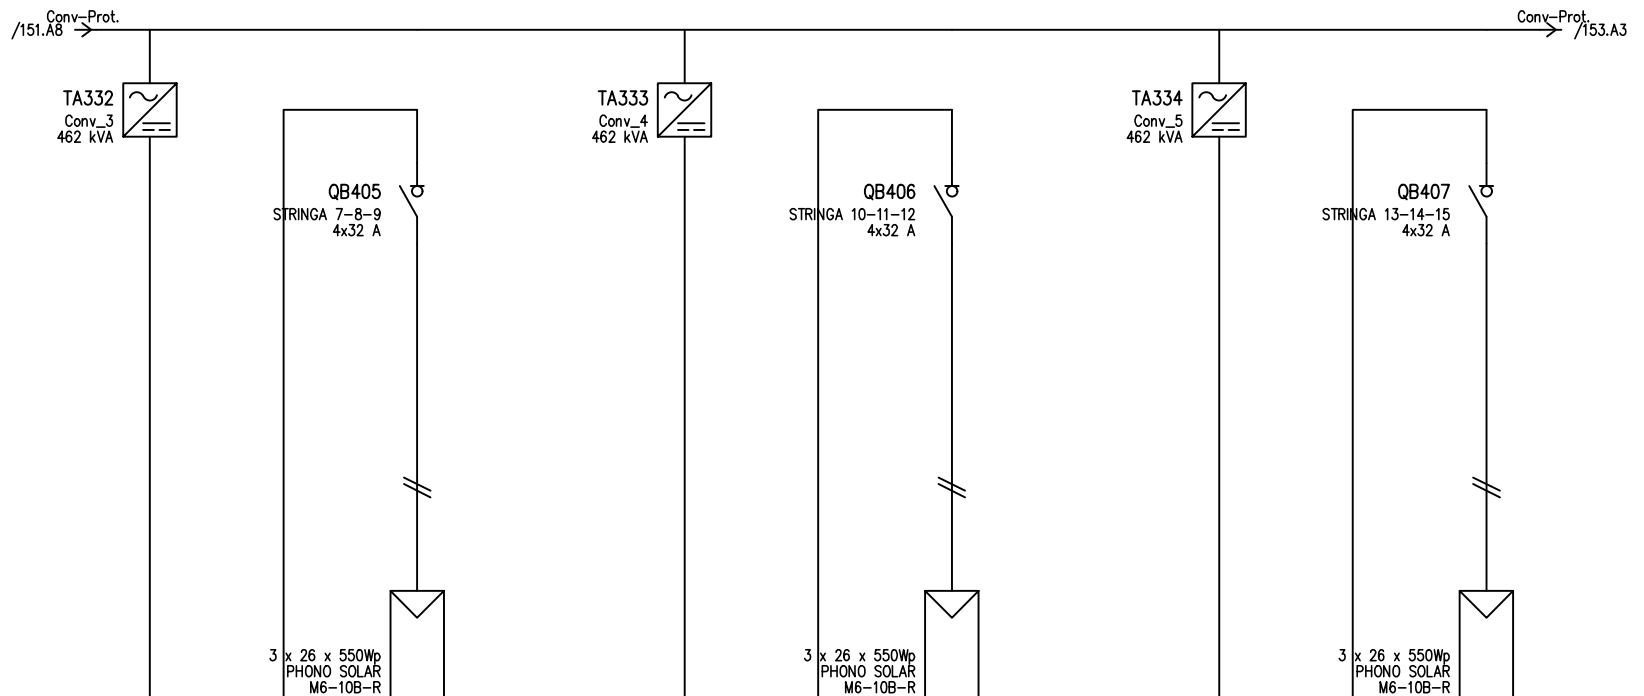 Conv-Prot.
/151.A8
Conv-Prot.
/153.A3
TA332
Conv_3
462 kVA
TA333
Conv_4
462 kVA
TA334
Conv_5
462 kVA
QB405
STRINGA 7-8-9
4x32 A
QB406
STRINGA 10-11-12
4x32 A
QB407
STRINGA 13-14-15
4x32 A
3 x 26 x 550Wp
PHONO SOLAR
M6-10B-R
3 x 26 x 550Wp
PHONO SOLAR
M6-10B-R
3 x 26 x 550Wp
PHONO SOLAR
M6-10B-R